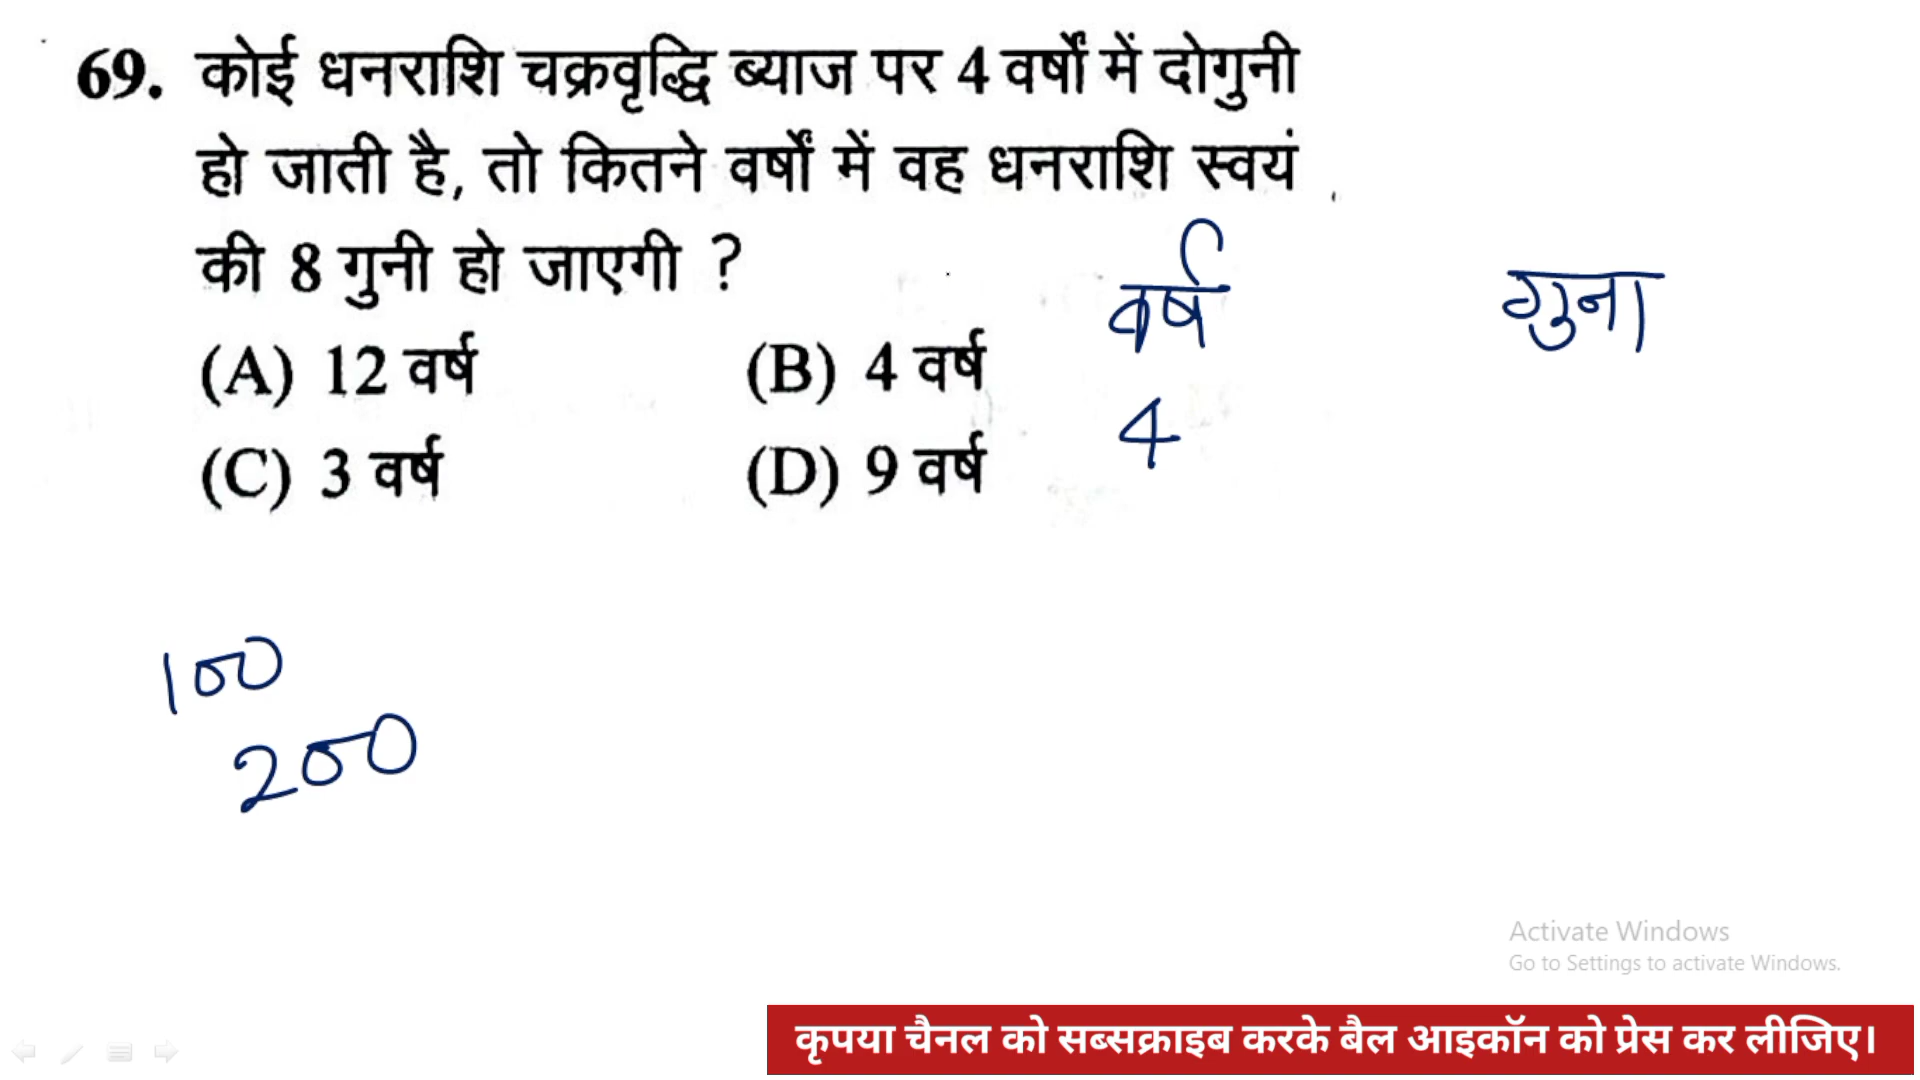 69. कोई धनराशि चक्रवृद्धि ब्याज पर 4 वर्षों में दोगुनी
हो जाती है, तो कितने वर्षों में वह धनराशि स्वयं
की 8 गुनी हो जाएगी ?
(A) 12 वर्ष (B) 4 वर्ष
(C) 3 वर्ष (D) 9 वर्ष
वर्ष गुना
4
100
200
Activate Windows
Go to Settings to activate Windows.
कृपया चैनल को सब्सक्राइब करके बैल आइकॉन को प्रेस कर लीजिए।